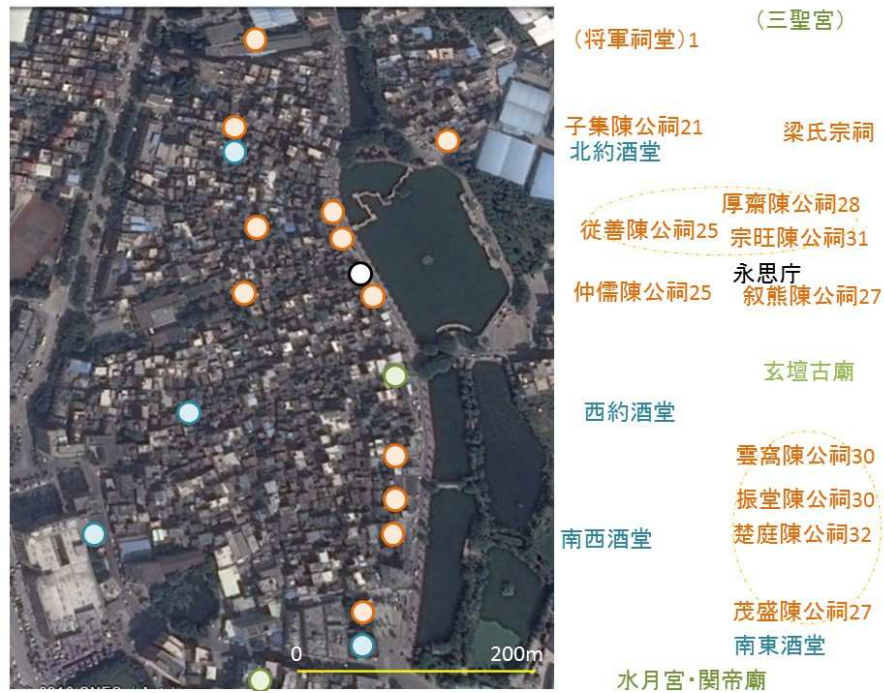 (三聖宮)
(将軍祠堂)1
子集陳公祠21
梁氏宗祠
北約酒堂
厚齋陳公祠28
従善陳公祠25
宗旺陳公祠31
永思庁
仲儒陳公祠25
叙熊陳公祠27
玄壇古廟
西約酒堂
雲窩陳公祠30
振堂陳公祠30
南西酒堂
楚庭陳公祠32
茂盛陳公祠27
南東酒堂
0 200m
水月宮・関帝廟